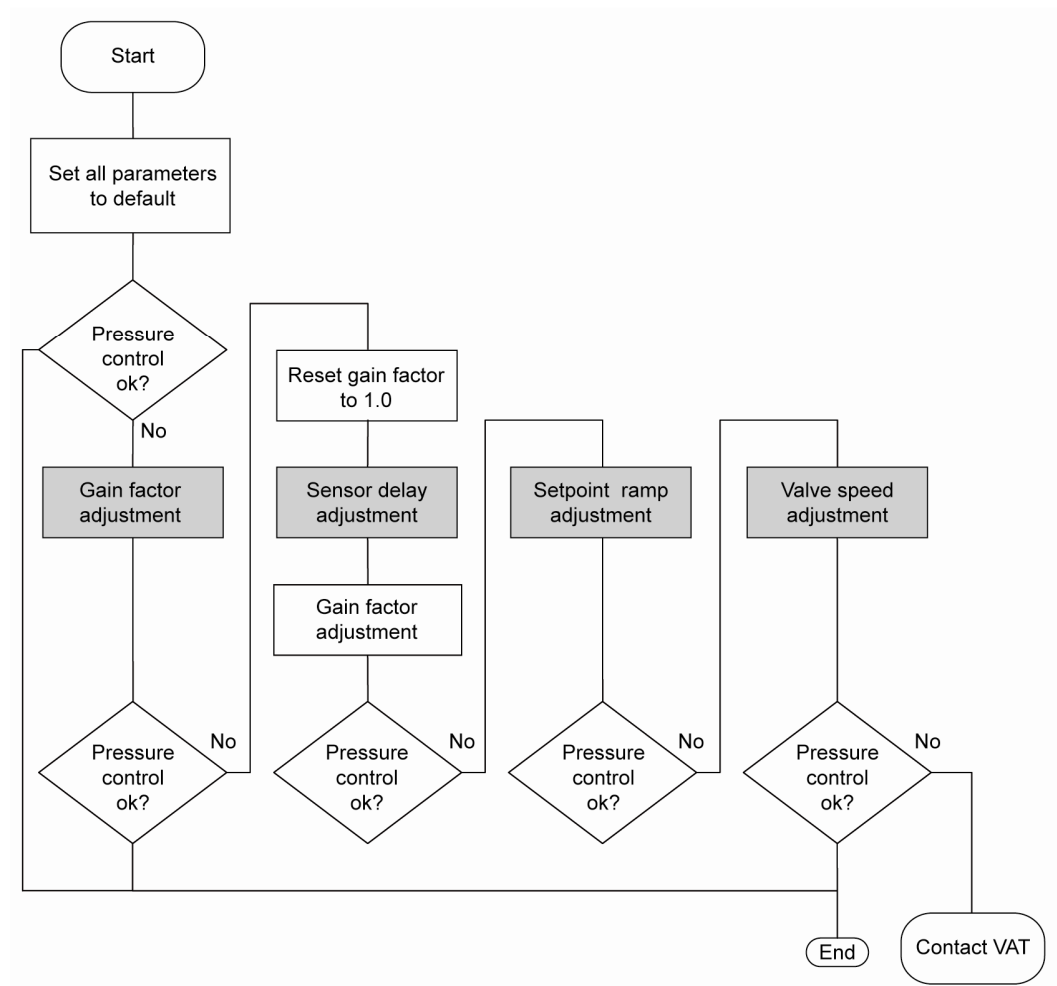 Start
Set all parameters
to default
Pressure
control
ok?
No
Gain factor
adjustment
Pressure
control
ok?
No
Reset gain factor
to 1.0
Sensor delay
adjustment
Gain factor
adjustment
Pressure
control
ok?
No
Setpoint ramp
adjustment
Pressure
control
ok?
No
Valve speed
adjustment
Pressure
control
ok?
No
End
Contact VAT